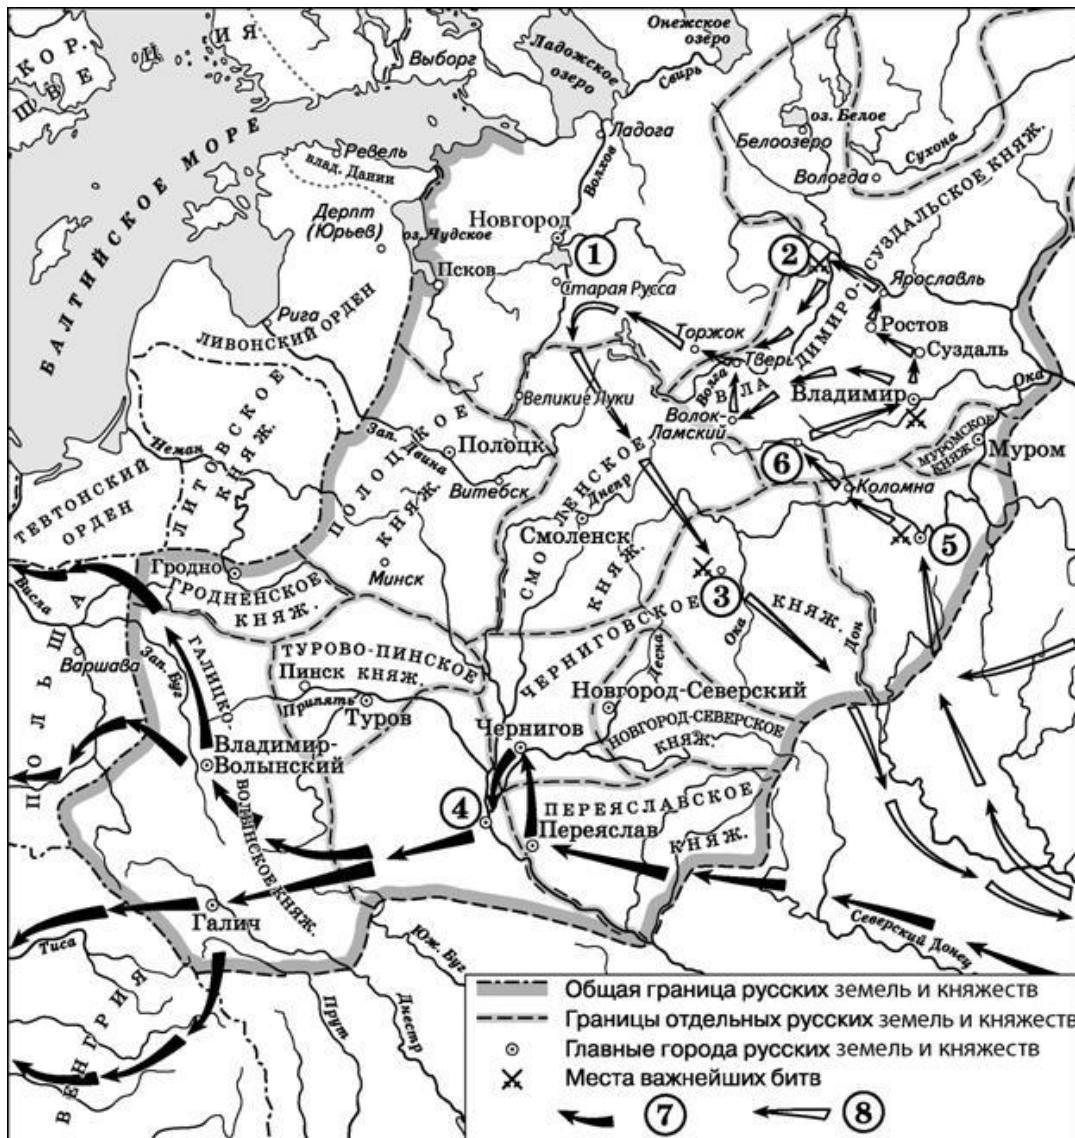 КОР.
ШВЕДИЯ
Онежское
озеро
Ладожское
озеро
Выборг
Свирь
оз. Белое
Ладога
Белоозеро
Сухона
Вологда
БАЛТИЙСКОЕ МОРЕ
Ревель
влад. Дании
Волхов
Дерпт
(Юрьев)
оз. Чудское
Новгород
1
2
Псков
Старая Русса
ВЛАДИМИРО-СУЗДАЛЬСКОЕ КНЯЖ.
Ярославль
Рига
ЛИВОНСКИЙ ОРДЕН
Торжок
Ростов
Тверь
Суздаль
Волга
Владимир
Ока
Великие Луки
Волок-
Ламский
Неман
ЛИТОВСКОЕ
КНЯЖ.
Зап. Двина
Полоцк
ПОЛОЦКОЕ
КНЯЖ.
Витебск
6
МУРОМСКОЕ
КНЯЖ.
Муром
Коломна
ТЕВТОНСКИЙ
ОРДЕН
Днепр
Смоленск
СМОЛЕНСКОЕ
КНЯЖ.
5
Гродно
Минск
ГРОДНЕНСКОЕ
КНЯЖ.
3
Висла
ПОЛЬША
Варшава
Зап. Буг
ГАЛИЦКО-
ВОЛЫНСКОЕ КНЯЖ.
ТУРОВО-ПИНСКОЕ
КНЯЖ.
Пинск
Припять
Туров
ЧЕРНИГОВСКОЕ
КНЯЖ.
Десна
Ока
Дон
Новгород-Северский
НОВГОРОД-СЕВЕРСКОЕ
КНЯЖ.
Чернигов
Владимир-
Волынский
4
ПЕРЕЯСЛАВСКОЕ
КНЯЖ.
Переяслав
Галич
Тиса
Северский Донец
Юж. Буг
Прут
Днестр
ВЕНГРИЯ
Общая граница русских земель и княжеств
Границы отдельных русских земель и княжеств
Главные города русских земель и княжеств
Места важнейших битв
7
8